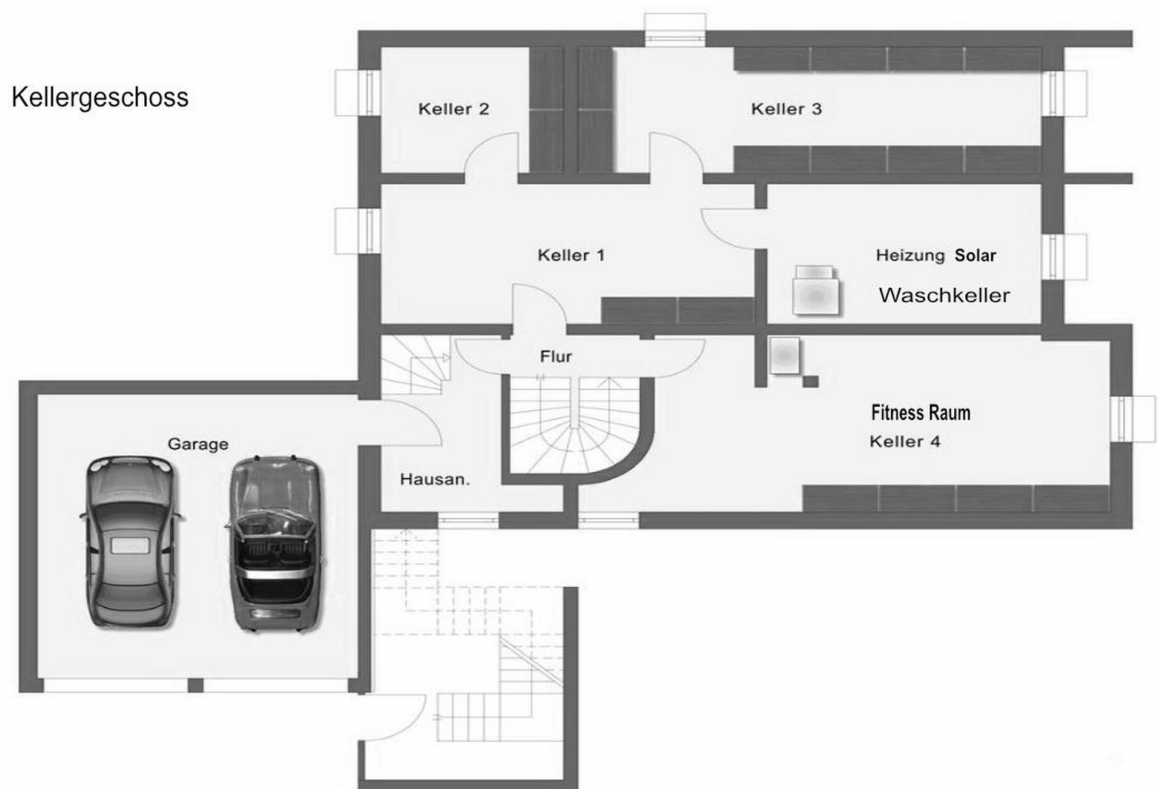 Kellergeschoss
Keller 2
Keller 3
Keller 1
Heizung Solar
Waschkeller
Flur
Fitness Raum
Keller 4
Garage
Hausan.